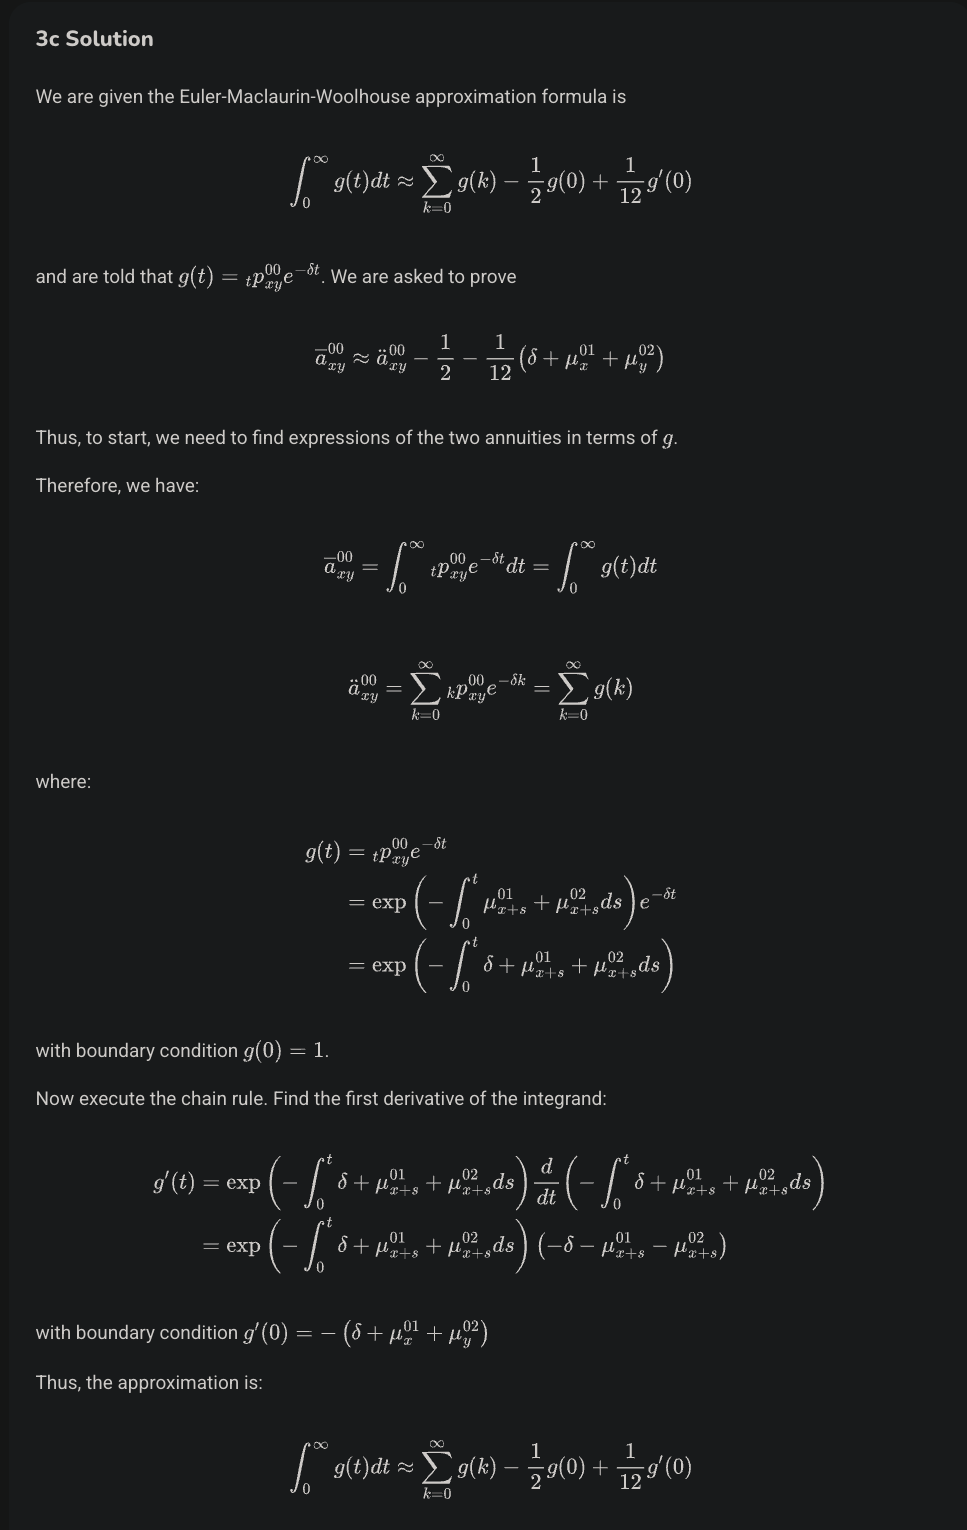 3c Solution
We are given the Euler-Maclaurin-Woolhouse approximation formula is
$$\int_0^\infty g(t)dt \approx \sum_{k=0}^\infty g(k) - \frac{1}{2}g(0) + \frac{1}{12}g'(0)$$
and are told that $g(t) = {}_tp_{xy}^{00}e^{-\delta t}$. We are asked to prove
$$\overline{a}_{xy}^{00} \approx \ddot{a}_{xy}^{00} - \frac{1}{2} - \frac{1}{12}\left(\delta + \mu_x^{01} + \mu_y^{02}\right)$$
Thus, to start, we need to find expressions of the two annuities in terms of $g$.
Therefore, we have:
$$\overline{a}_{xy}^{00} = \int_0^\infty {}_tp_{xy}^{00}e^{-\delta t}dt = \int_0^\infty g(t)dt$$
$$\ddot{a}_{xy}^{00} = \sum_{k=0}^\infty {}_kp_{xy}^{00}e^{-\delta k} = \sum_{k=0}^\infty g(k)$$
where:
$$g(t) = {}_tp_{xy}^{00}e^{-\delta t}$$
$$= \exp\left(-\int_0^t \mu_{x+s}^{01} + \mu_{x+s}^{02}ds\right)e^{-\delta t}$$
$$= \exp\left(-\int_0^t \delta + \mu_{x+s}^{01} + \mu_{x+s}^{02}ds\right)$$
with boundary condition $g(0) = 1$.
Now execute the chain rule. Find the first derivative of the integrand:
$$g'(t) = \exp\left(-\int_0^t \delta + \mu_{x+s}^{01} + \mu_{x+s}^{02}ds\right)\frac{d}{dt}\left(-\int_0^t \delta + \mu_{x+s}^{01} + \mu_{x+s}^{02}ds\right)$$
$$= \exp\left(-\int_0^t \delta + \mu_{x+s}^{01} + \mu_{x+s}^{02}ds\right)\left(-\delta - \mu_{x+s}^{01} - \mu_{x+s}^{02}\right)$$
with boundary condition $g'(0) = -\left(\delta + \mu_x^{01} + \mu_y^{02}\right)$
Thus, the approximation is:
$$\int_0^\infty g(t)dt \approx \sum_{k=0}^\infty g(k) - \frac{1}{2}g(0) + \frac{1}{12}g'(0)$$